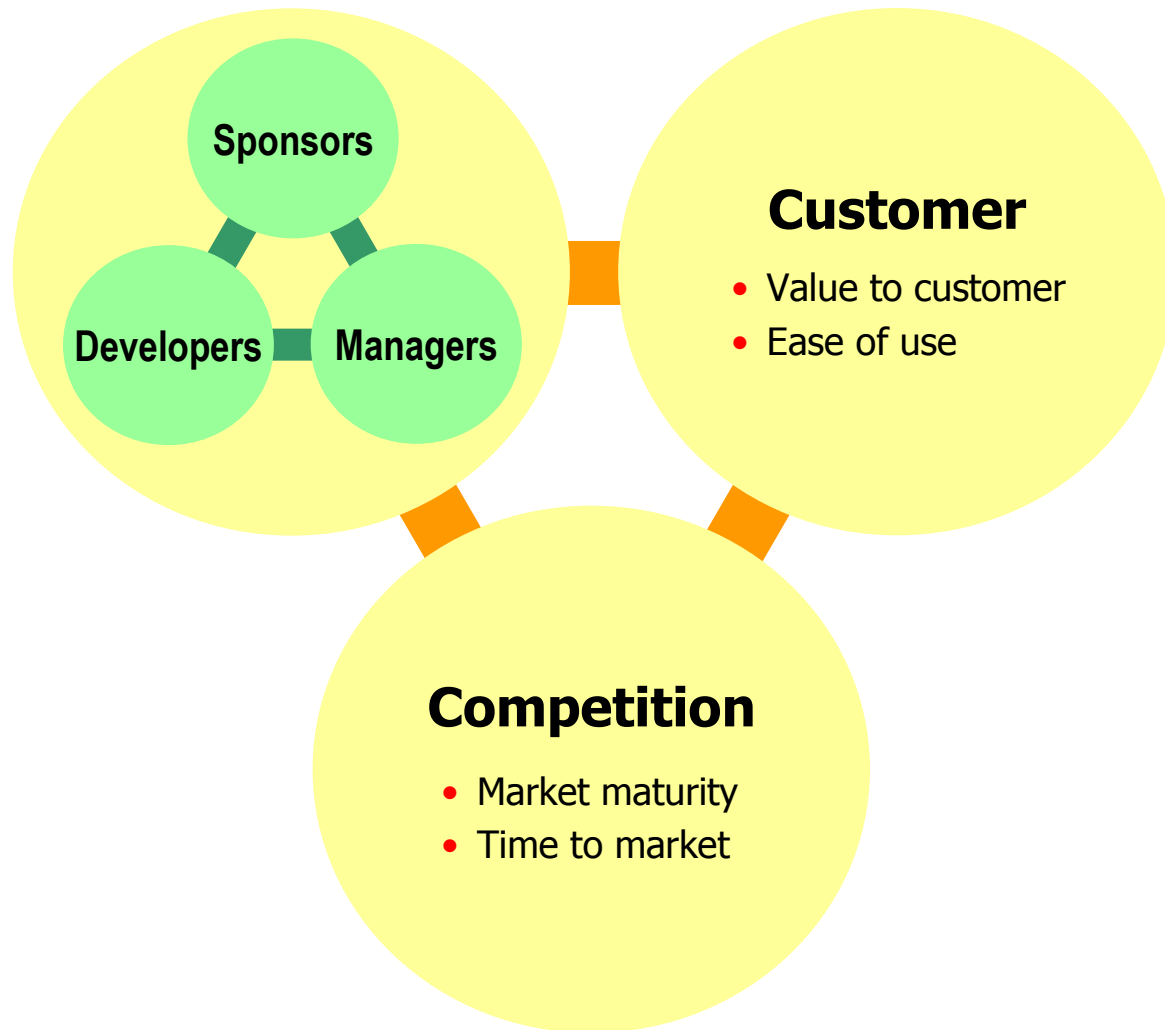 Sponsors
Developers
Managers
Customer
• Value to customer
• Ease of use
Competition
• Market maturity
• Time to market